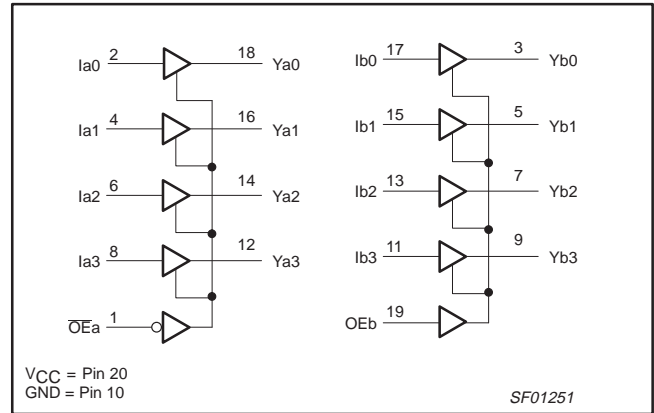 Ia0 2 18 Ya0
Ia1 4 16 Ya1
Ia2 6 14 Ya2
Ia3 8 12 Ya3
O̅E̅a 1
Ib0 17 3 Yb0
Ib1 15 5 Yb1
Ib2 13 7 Yb2
Ib3 11 9 Yb3
OEb 19
VCC = Pin 20
GND = Pin 10
SF01251